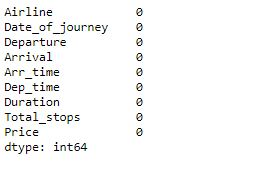 Airline 0
Date_of_journey 0
Departure 0
Arrival 0
Arr_time 0
Dep_time 0
Duration 0
Total_stops 0
Price 0
dtype: int64